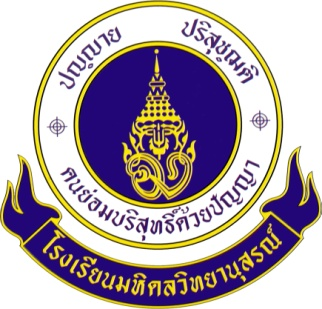 ปญฺญาย ปริสุชฺฌติ
คนย่อมบริสุทธิ์ด้วยปัญญา
โรงเรียนมหิดลวิทยานุสรณ์